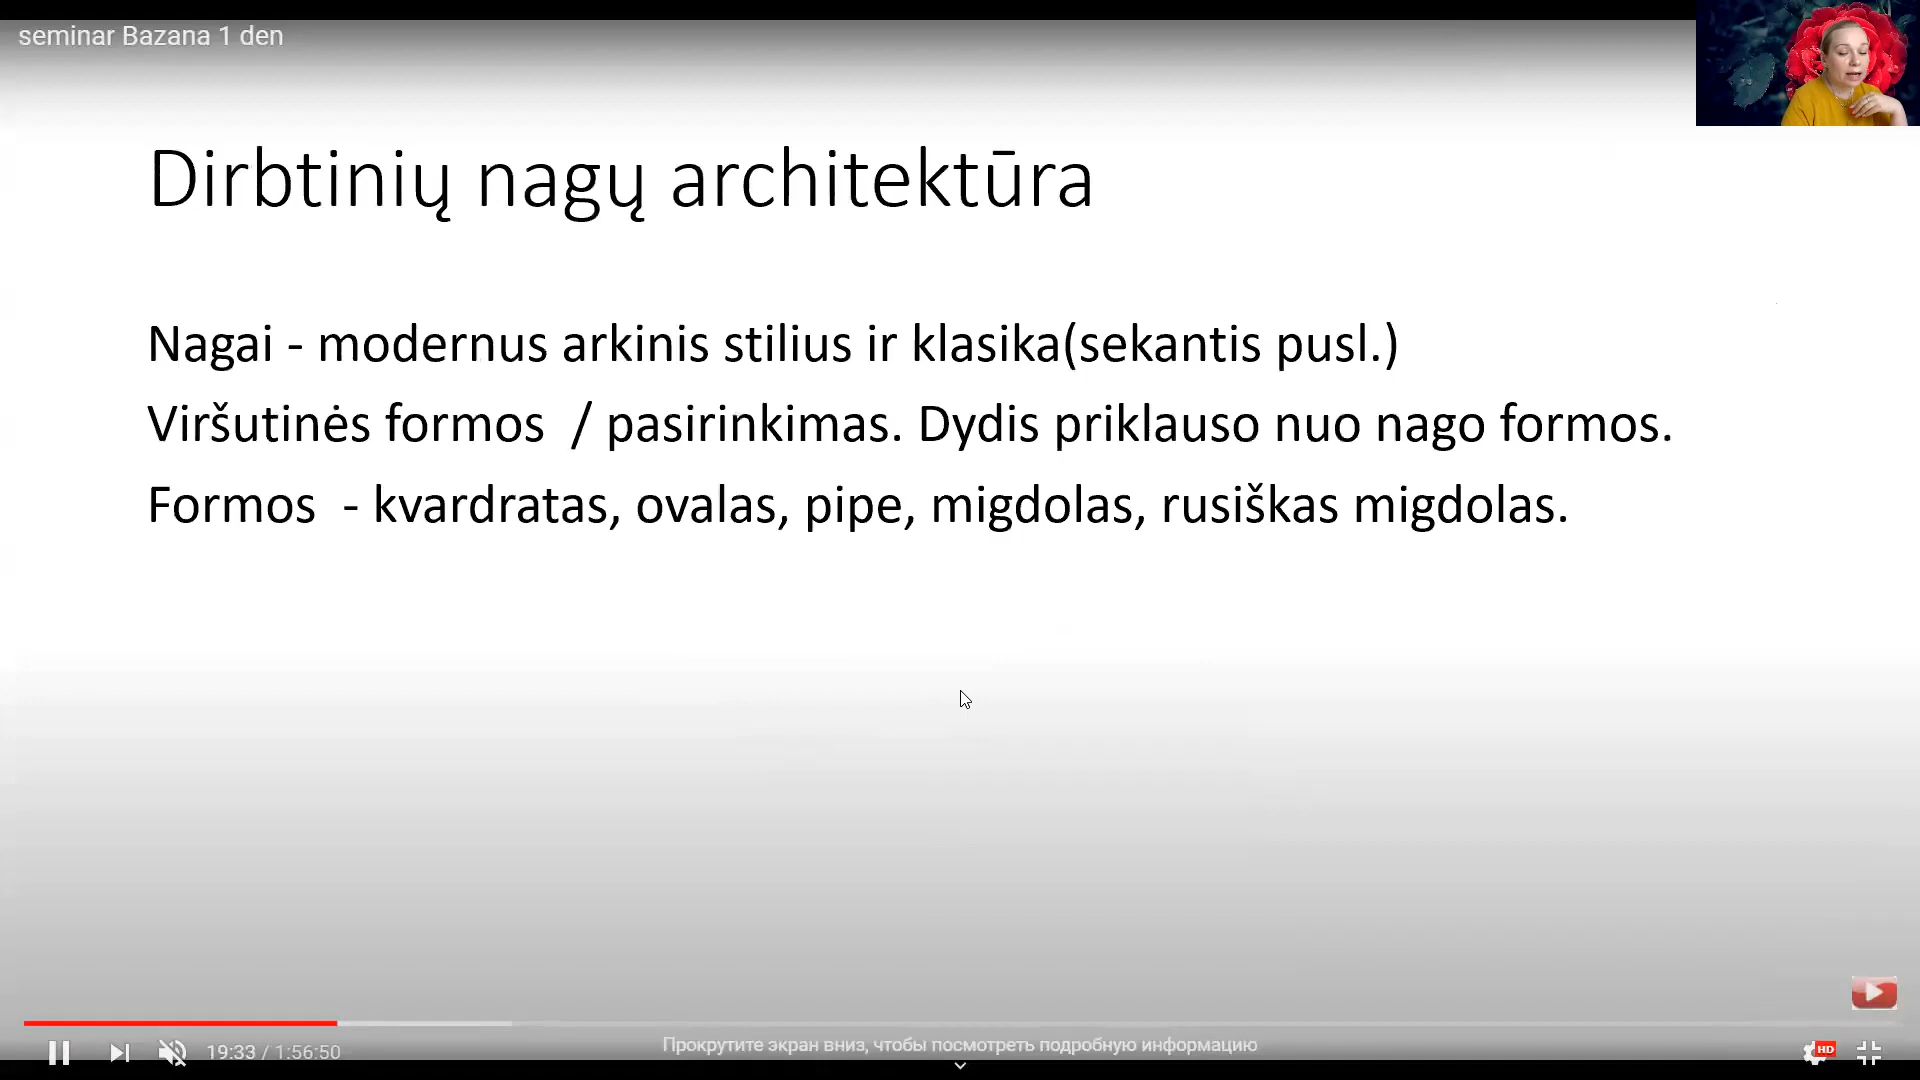 seminar Bazana 1 den
Dirbtinių nagų architektūra
Nagai - modernus arkinis stilius ir klasika(sekantis pusl.)
Viršutinės formos / pasirinkimas. Dydis priklauso nuo nago formos.
Formos - kvardratas, ovalas, pipe, migdolas, rusiškas migdolas.
19:33 / 1:56:50
Прокрутите экран вниз, чтобы посмотреть подробную информацию
HD